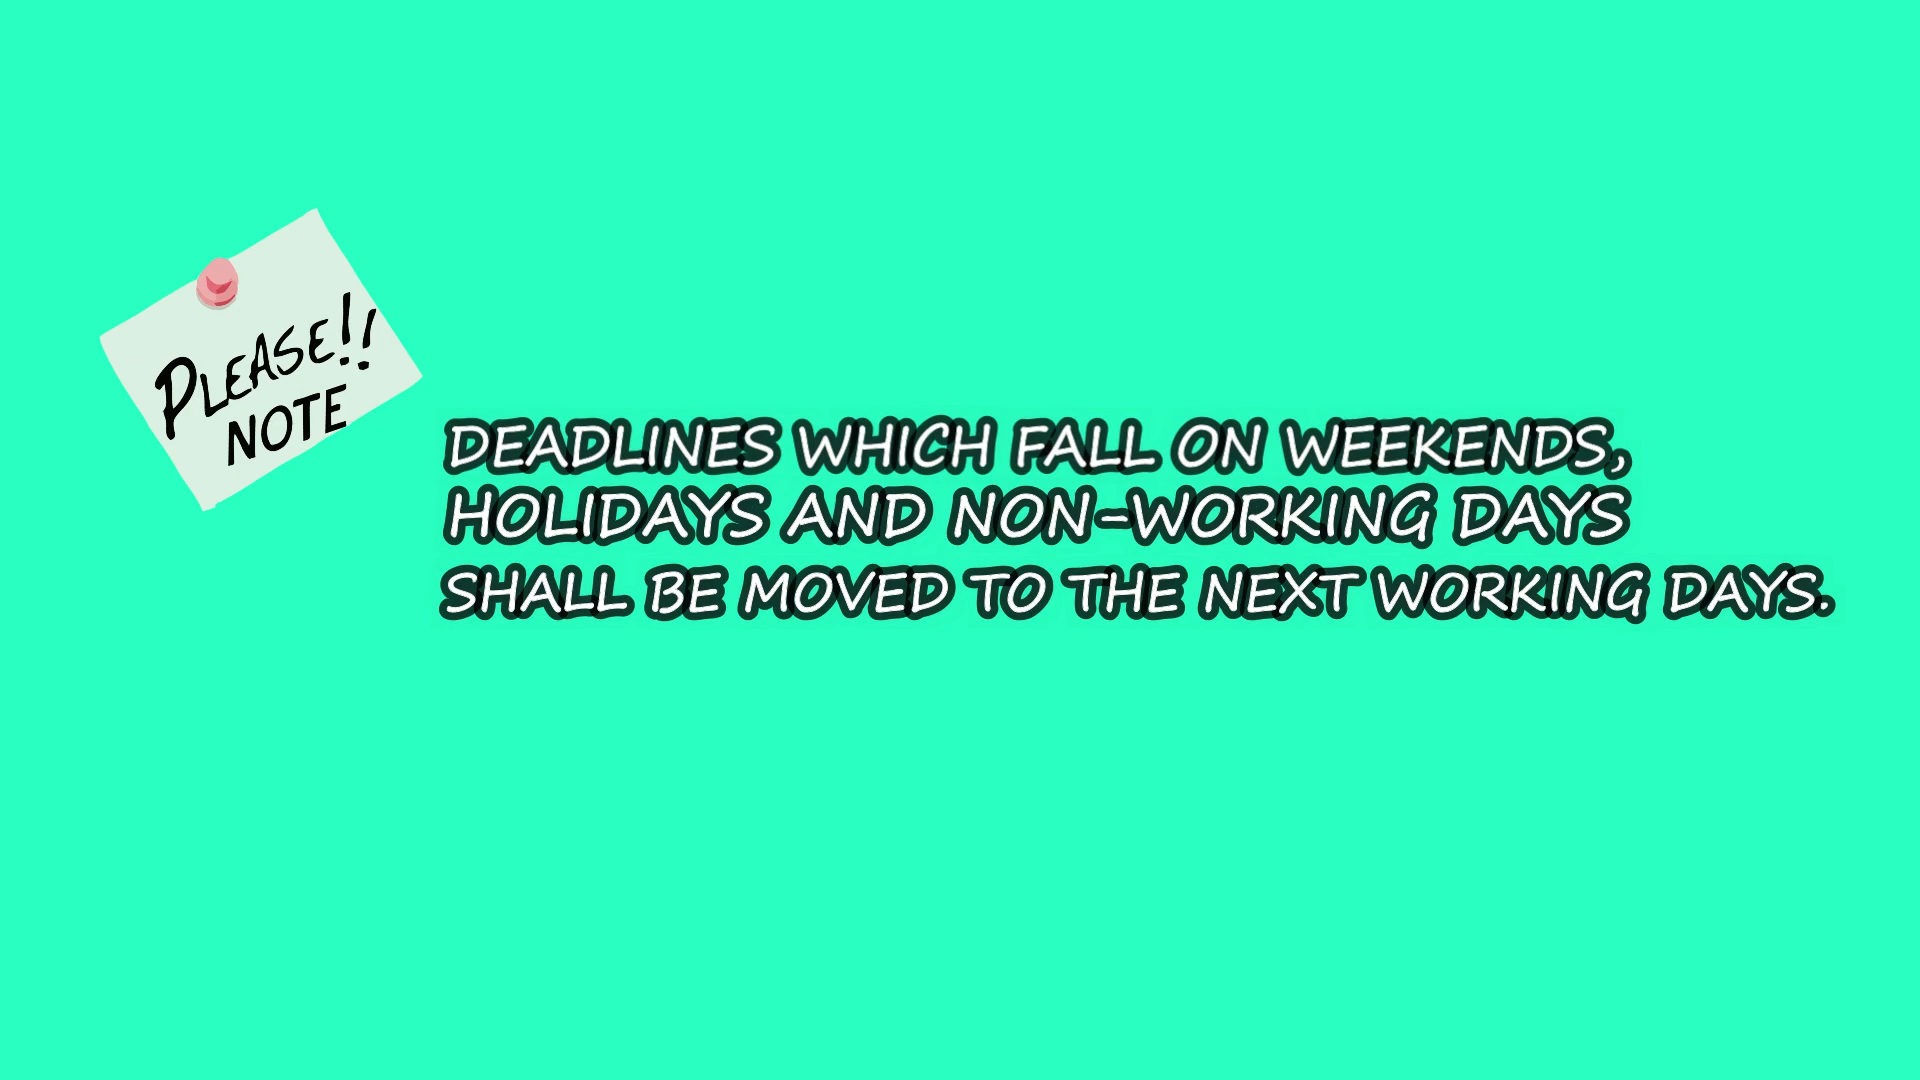 PLEASE!!
NOTE
DEADLINES WHICH FALL ON WEEKENDS,
HOLIDAYS AND NON-WORKING DAYS
SHALL BE MOVED TO THE NEXT WORKING DAYS.